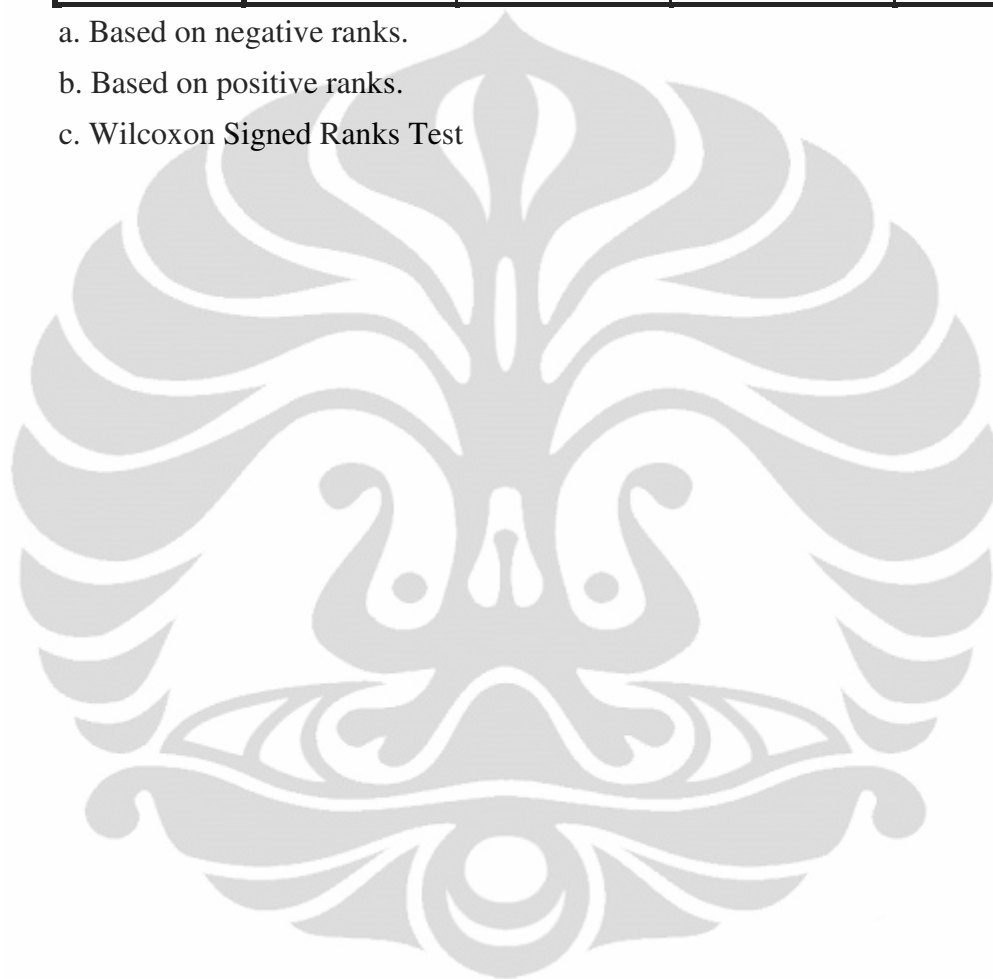 a. Based on negative ranks.
b. Based on positive ranks.
c. Wilcoxon Signed Ranks Test